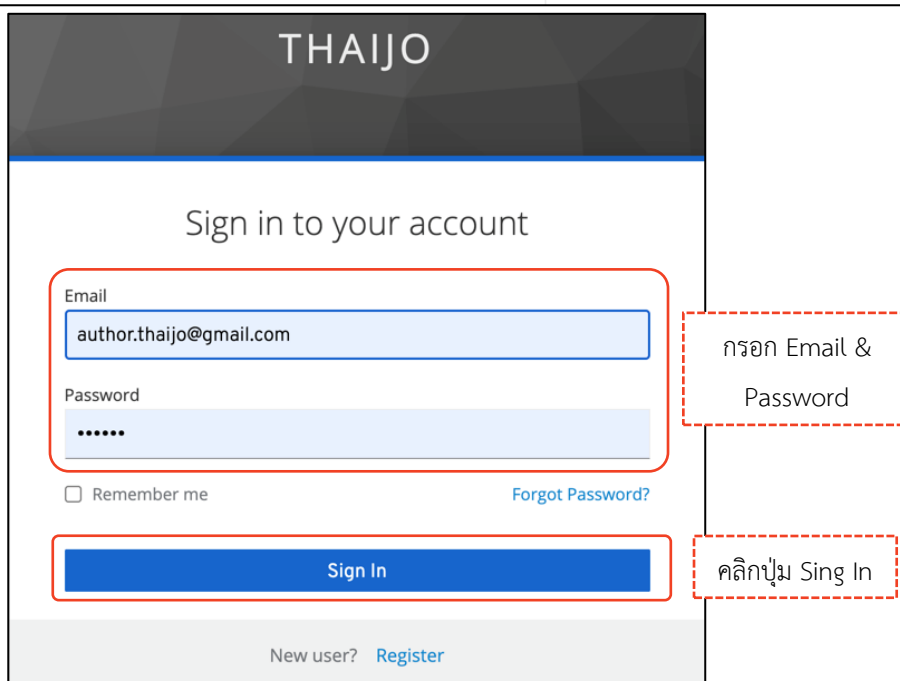 THAIJO
Sign in to your account
Email
author.thaijo@gmail.com
Password
••••••
กรอก Email &
Password
Remember me
Forgot Password?
Sign In
คลิกปุ่ม Sing In
New user? Register